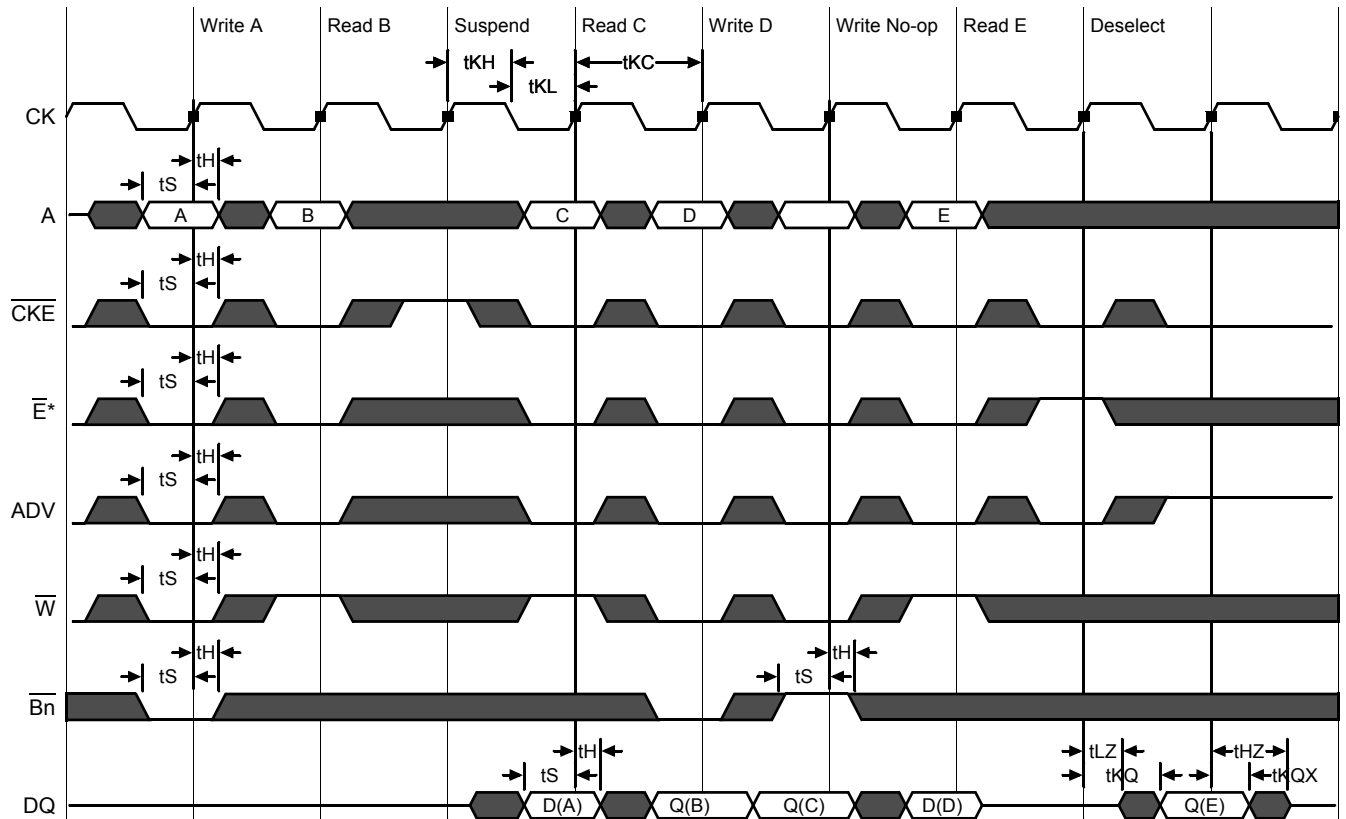 Write A Read B Suspend Read C Write D Write No-op Read E Deselect
tKH tKC
tKL
CK
tH
tS
A A B C D E
tH
tS
CKE
tH
tS
E*
tH
tS
ADV
tH
tS
W
tH tH
tS tS
Bn
tH tLZ tHZ
tS tKQ tKQX
DQ D(A) Q(B) Q(C) D(D) Q(E)